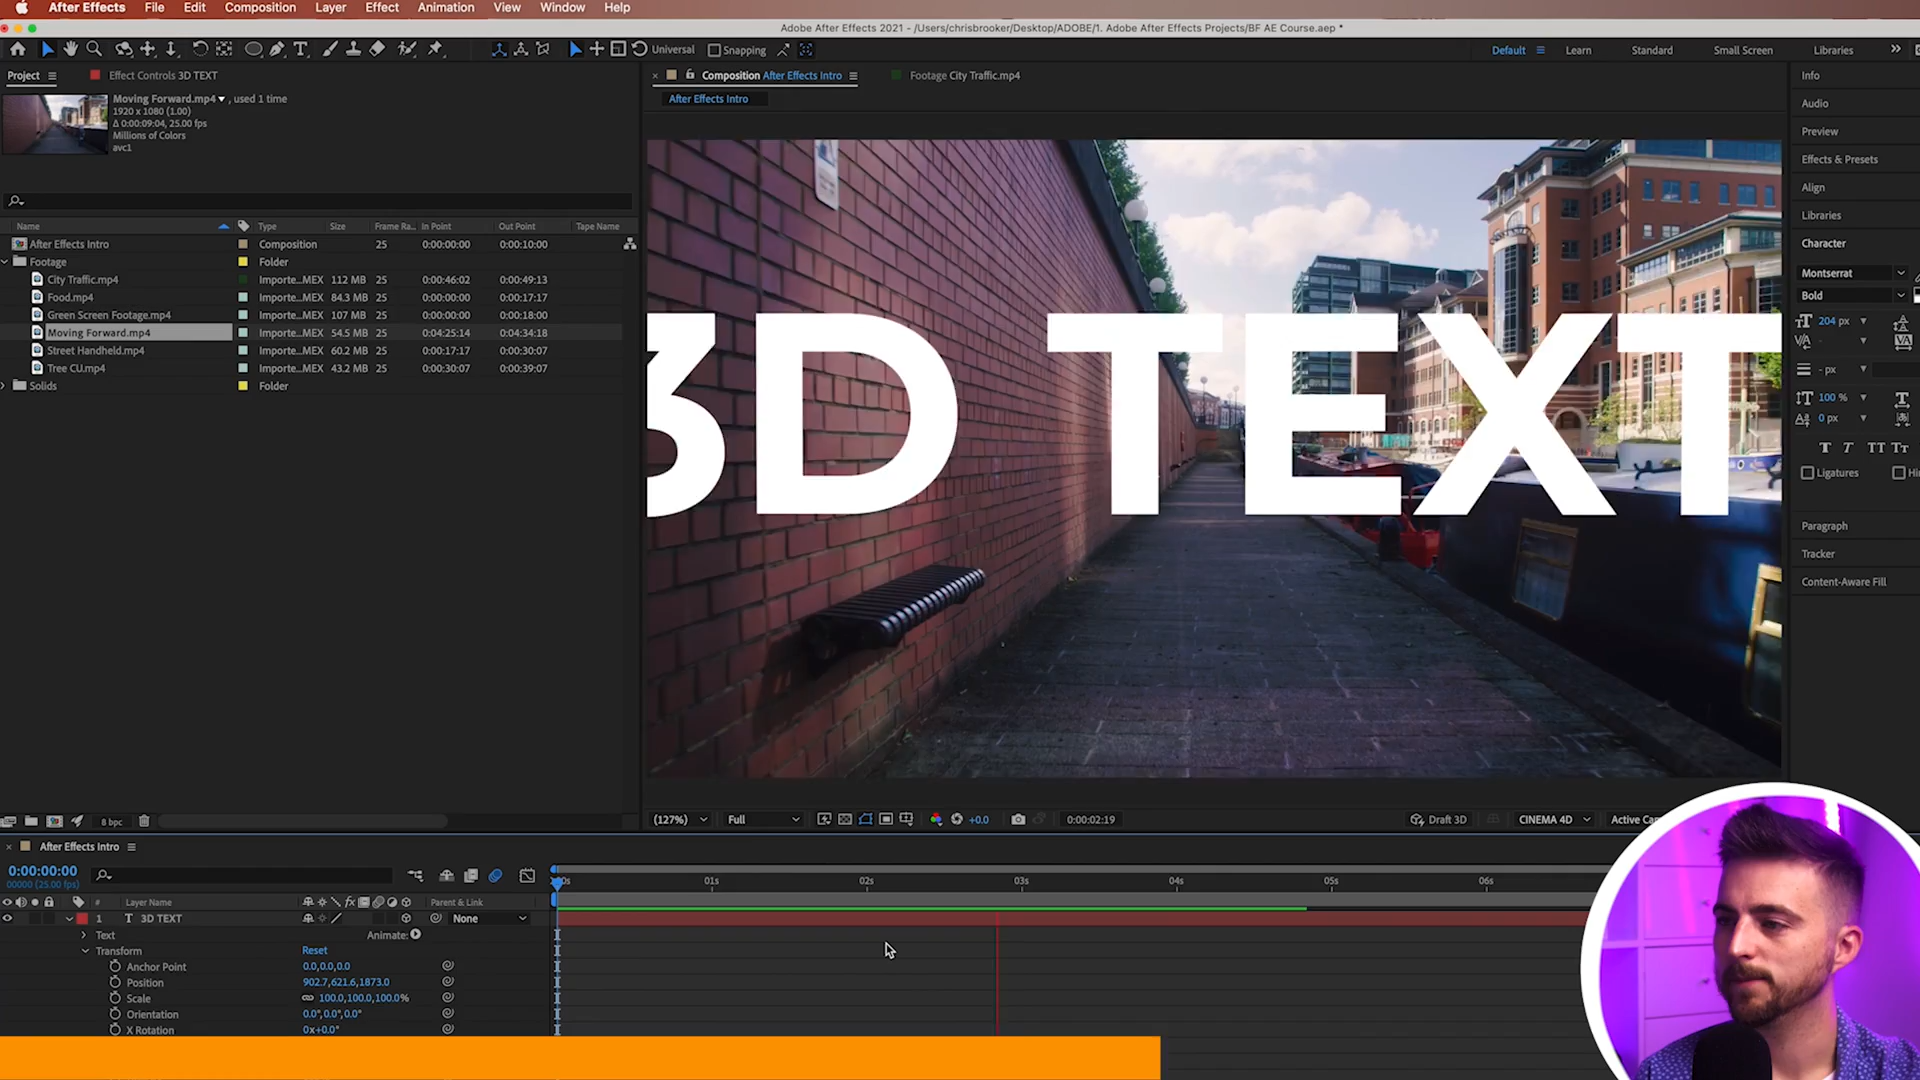 After Effects File Edit Composition Layer Effect Animation View Window Help
Adobe After Effects 2021 - /Users/chrisbrooker/Desktop/ADOBE/1. Adobe After Effects Projects/BF AE Course.aep *
Universal Snapping Default Learn Standard Small Screen Libraries
Project Effect Controls 3D TEXT
Composition After Effects Intro Footage City Traffic.mp4
After Effects Intro
Moving Forward.mp4 , used 1 time
1920 x 1080 (1.00)
Δ 0:00:09:04, 25.00 fps
Millions of Colors
avc1
Name Type Size Frame Ra... In Point Out Point Tape Name
After Effects Intro Composition 25 0:00:00:00 0:00:10:00
Footage Folder
City Traffic.mp4 Importe...MEX 112 MB 25 0:00:46:02 0:00:49:13
Food.mp4 Importe...MEX 84.3 MB 25 0:00:00:00 0:00:17:17
Green Screen Footage.mp4 Importe...MEX 107 MB 25 0:00:00:00 0:00:18:00
Moving Forward.mp4 Importe...MEX 54.5 MB 25 0:04:25:14 0:04:34:18
Street Handheld.mp4 Importe...MEX 60.2 MB 25 0:00:17:17 0:00:30:07
Tree CU.mp4 Importe...MEX 43.2 MB 25 0:00:30:07 0:00:39:07
Solids Folder
3D TEXT
Info
Audio
Preview
Effects & Presets
Align
Libraries
Character
Montserrat
Bold
204 px
- px
100 %
0 px
Ligatures
Paragraph
Tracker
Content-Aware Fill
8 bpc
(127%) Full +0.0 0:00:02:19 Draft 3D CINEMA 4D
After Effects Intro
0:00:00:00
00000 (25.00 fps)
01s 02s 03s 04s 05s 06s
# Layer Name Parent & Link
1 T 3D TEXT None
Text Animate:
Transform Reset
Anchor Point 0.0,0.0,0.0
Position 902.7,621.6,1873.0
Scale 100.0,100.0,100.0%
Orientation 0.0°,0.0°,0.0°
X Rotation 0x+0.0°